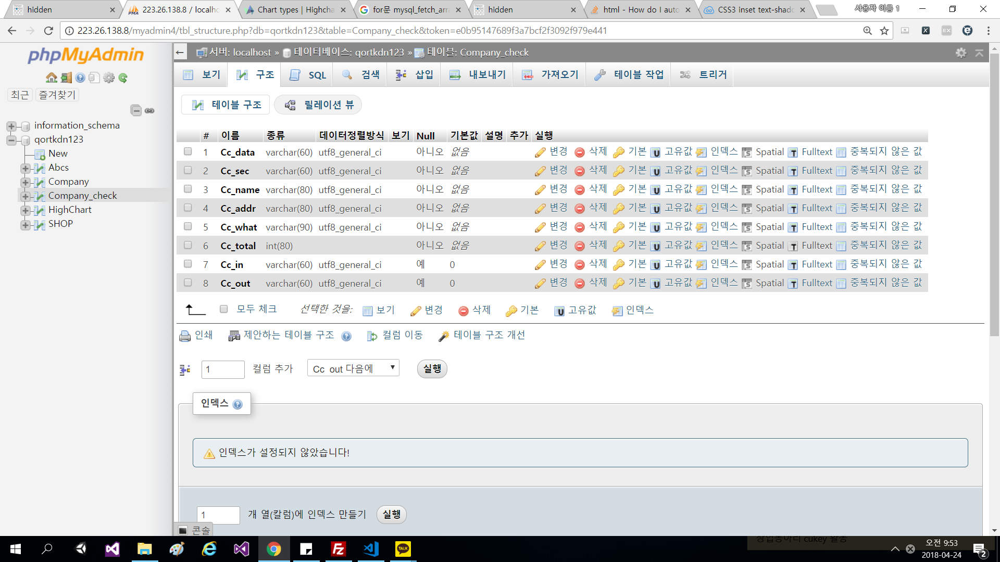 hidden
223.26.138.8 / localho
Chart types | Highcha
for문 mysql_fetch_arra
hidden
html - How do I auto
CSS3 inset text-shado
사용자 이름 1
223.26.138.8/myadmin4/tbl_structure.php?db=qortkdn123&table=Company_check&token=e0b95147689f3a7bcf2f3092f979e441
phpMyAdmin
최근 즐겨찾기
information_schema
qortkdn123
New
Abcs
Company
Company_check
HighChart
SHOP
서버: localhost » 데이터베이스: qortkdn123 » 테이블: Company_check
보기 구조 SQL 검색 삽입 내보내기 가져오기 테이블 작업 트리거
테이블 구조 릴레이션 뷰
# 이름 종류 데이터정렬방식 보기 Null 기본값 설명 추가 실행
1 Cc_data varchar(60) utf8_general_ci 아니오 없음 변경 삭제 기본 고유값 인덱스 Spatial Fulltext 중복되지 않은 값
2 Cc_sec varchar(60) utf8_general_ci 아니오 없음 변경 삭제 기본 고유값 인덱스 Spatial Fulltext 중복되지 않은 값
3 Cc_name varchar(80) utf8_general_ci 아니오 없음 변경 삭제 기본 고유값 인덱스 Spatial Fulltext 중복되지 않은 값
4 Cc_addr varchar(80) utf8_general_ci 아니오 없음 변경 삭제 기본 고유값 인덱스 Spatial Fulltext 중복되지 않은 값
5 Cc_what varchar(90) utf8_general_ci 아니오 없음 변경 삭제 기본 고유값 인덱스 Spatial Fulltext 중복되지 않은 값
6 Cc_total int(80) 아니오 없음 변경 삭제 기본 고유값 인덱스 Spatial Fulltext 중복되지 않은 값
7 Cc_in varchar(60) utf8_general_ci 예 0 변경 삭제 기본 고유값 인덱스 Spatial Fulltext 중복되지 않은 값
8 Cc_out varchar(60) utf8_general_ci 예 0 변경 삭제 기본 고유값 인덱스 Spatial Fulltext 중복되지 않은 값
모두 체크 선택한 것을: 보기 변경 삭제 기본 고유값 인덱스
인쇄 제안하는 테이블 구조 컬럼 이동 테이블 구조 개선
1 컬럼 추가 Cc_out 다음에 실행
인덱스
인덱스가 설정되지 않았습니다!
1 개 열(칼럼)에 인덱스 만들기 실행
콘솔
cukey 활동
오전 9:53
2018-04-24
2